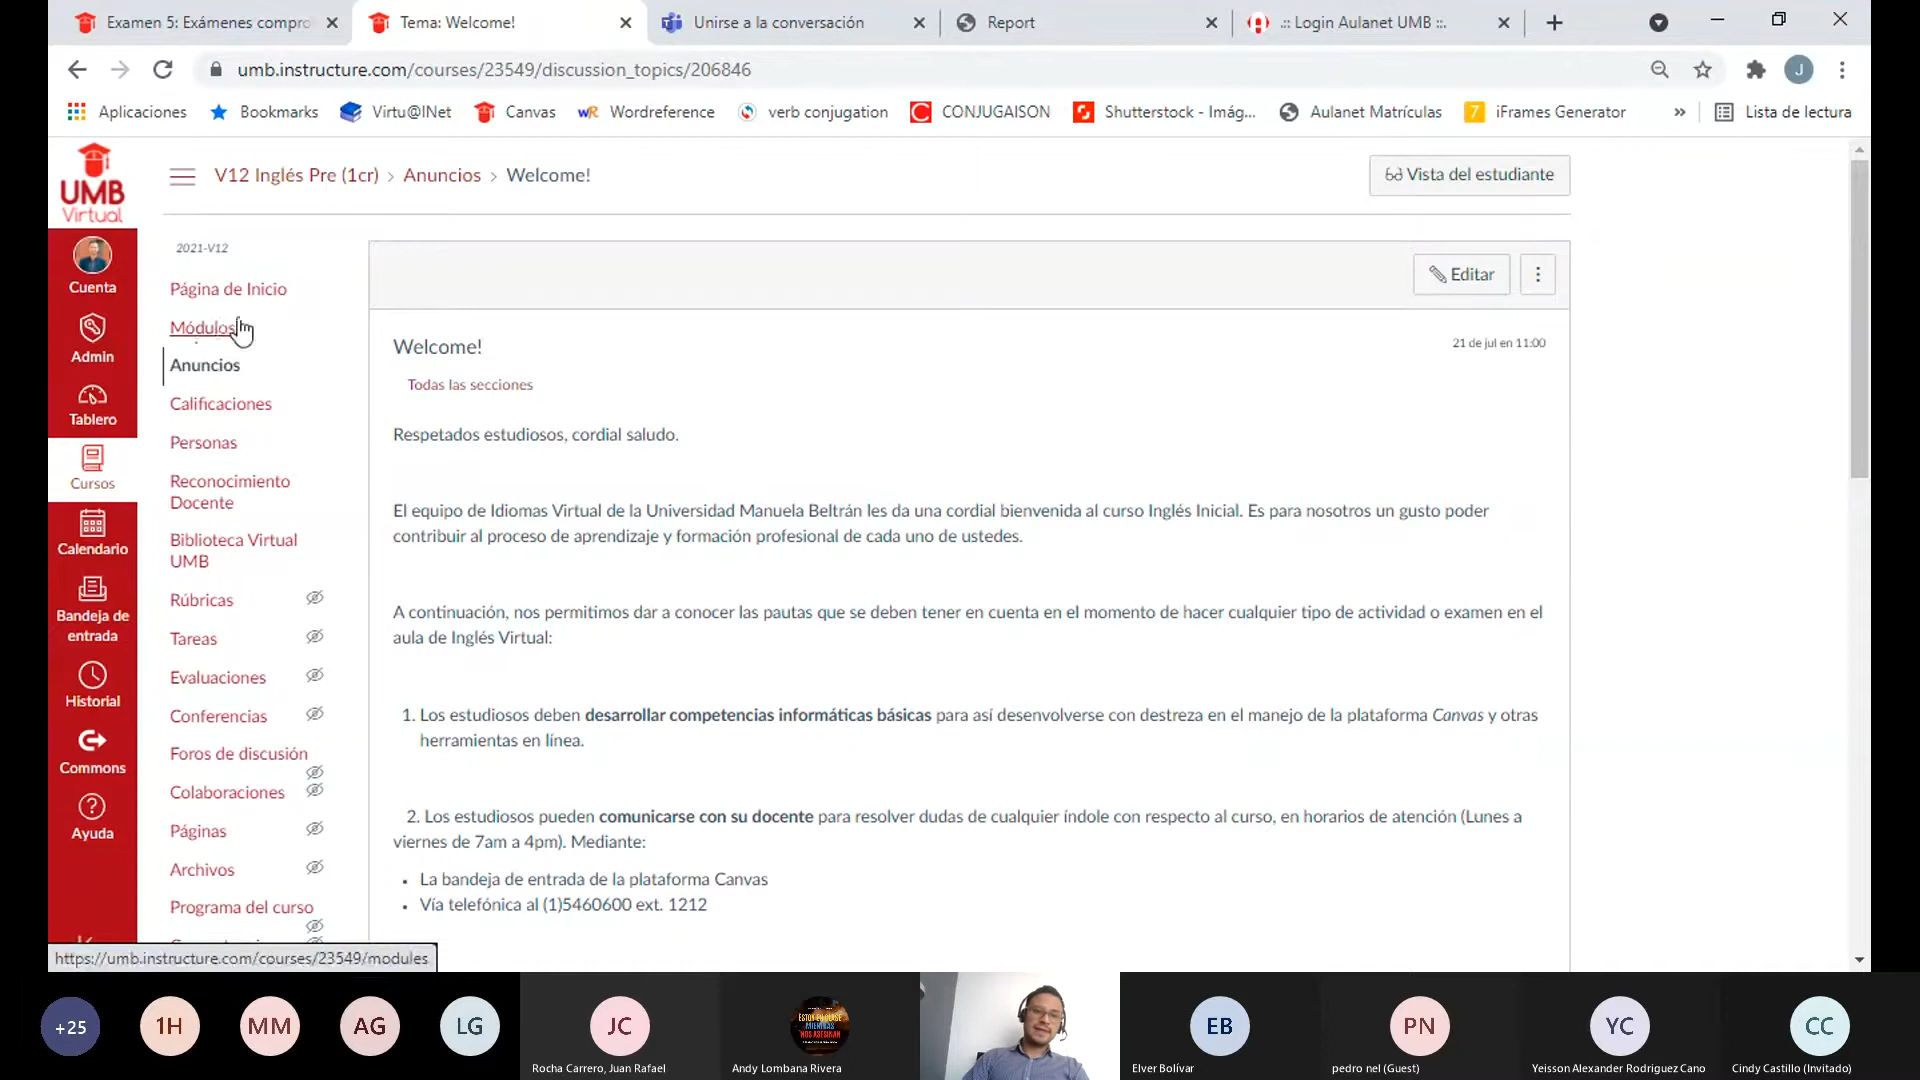 Examen 5: Exámenes compro
Tema: Welcome!
Unirse a la conversación
Report
.:: Login Aulanet UMB ::.
umb.instructure.com/courses/23549/discussion_topics/206846
J
Aplicaciones
Bookmarks
Virtu@lNet
Canvas
WR Wordreference
verb conjugation
C CONJUGAISON
Shutterstock - Imág...
Aulanet Matrículas
7 iFrames Generator
»
Lista de lectura
UMB
Virtual
V12 Inglés Pre (1cr) › Anuncios › Welcome!
Vista del estudiante
Cuenta
Admin
Tablero
Cursos
Calendario
Bandeja de
entrada
Historial
Commons
Ayuda
2021-V12
Página de Inicio
Módulos
Anuncios
Calificaciones
Personas
Reconocimiento
Docente
Biblioteca Virtual
UMB
Rúbricas
Tareas
Evaluaciones
Conferencias
Foros de discusión
Colaboraciones
Páginas
Archivos
Programa del curso
Editar
Welcome!
21 de jul en 11:00
Todas las secciones
Respetados estudiosos, cordial saludo.
El equipo de Idiomas Virtual de la Universidad Manuela Beltrán les da una cordial bienvenida al curso Inglés Inicial. Es para nosotros un gusto poder
contribuir al proceso de aprendizaje y formación profesional de cada uno de ustedes.
A continuación, nos permitimos dar a conocer las pautas que se deben tener en cuenta en el momento de hacer cualquier tipo de actividad o examen en el
aula de Inglés Virtual:
1. Los estudiosos deben desarrollar competencias informáticas básicas para así desenvolverse con destreza en el manejo de la plataforma Canvas y otras
herramientas en línea.
2. Los estudiosos pueden comunicarse con su docente para resolver dudas de cualquier índole con respecto al curso, en horarios de atención (Lunes a
viernes de 7am a 4pm). Mediante:
La bandeja de entrada de la plataforma Canvas
Vía telefónica al (1)5460600 ext. 1212
https://umb.instructure.com/courses/23549/modules
+25
1H
MM
AG
LG
JC
Rocha Carrero, Juan Rafael
ESTOY EN CLASE
MIENTRAS
NOS ASESINAN
Andy Lombana Rivera
EB
Elver Bolívar
PN
pedro nel (Guest)
YC
Yeisson Alexander Rodriguez Cano
CC
Cindy Castillo (Invitado)